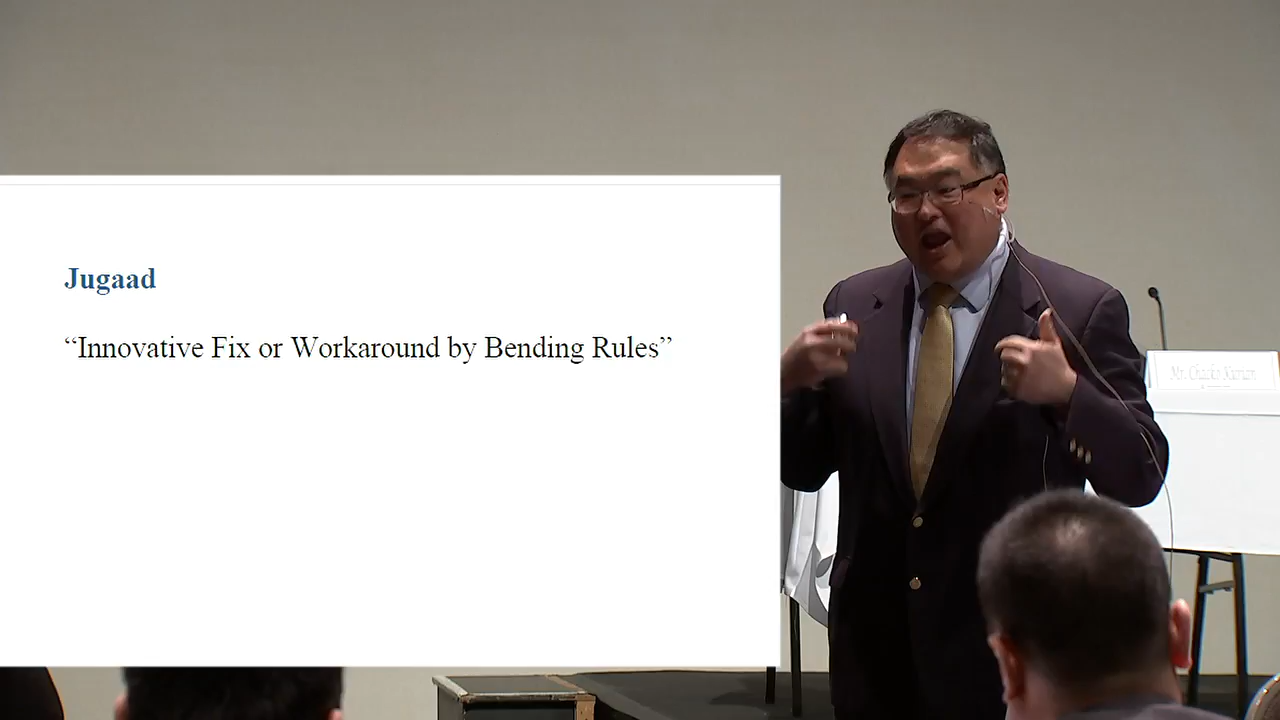 Jugaad
“Innovative Fix or Workaround by Bending Rules”